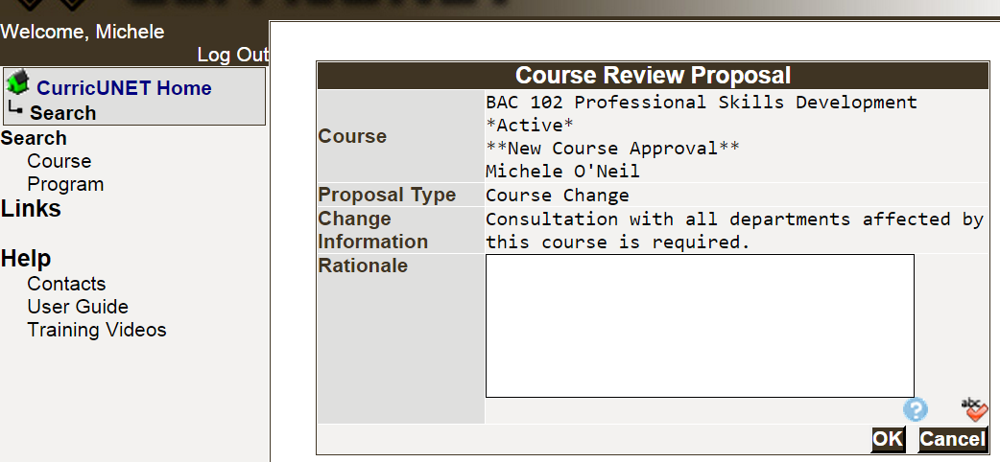 Welcome, Michele
Log Out
CurricUNET Home
Search
Search
Course
Program
Links
Help
Contacts
User Guide
Training Videos
Course Review Proposal
Course
BAC 102 Professional Skills Development
*Active*
**New Course Approval**
Michele O'Neil
Proposal Type
Course Change
Change
Information
Consultation with all departments affected by
this course is required.
Rationale
?
abc
OK
Cancel